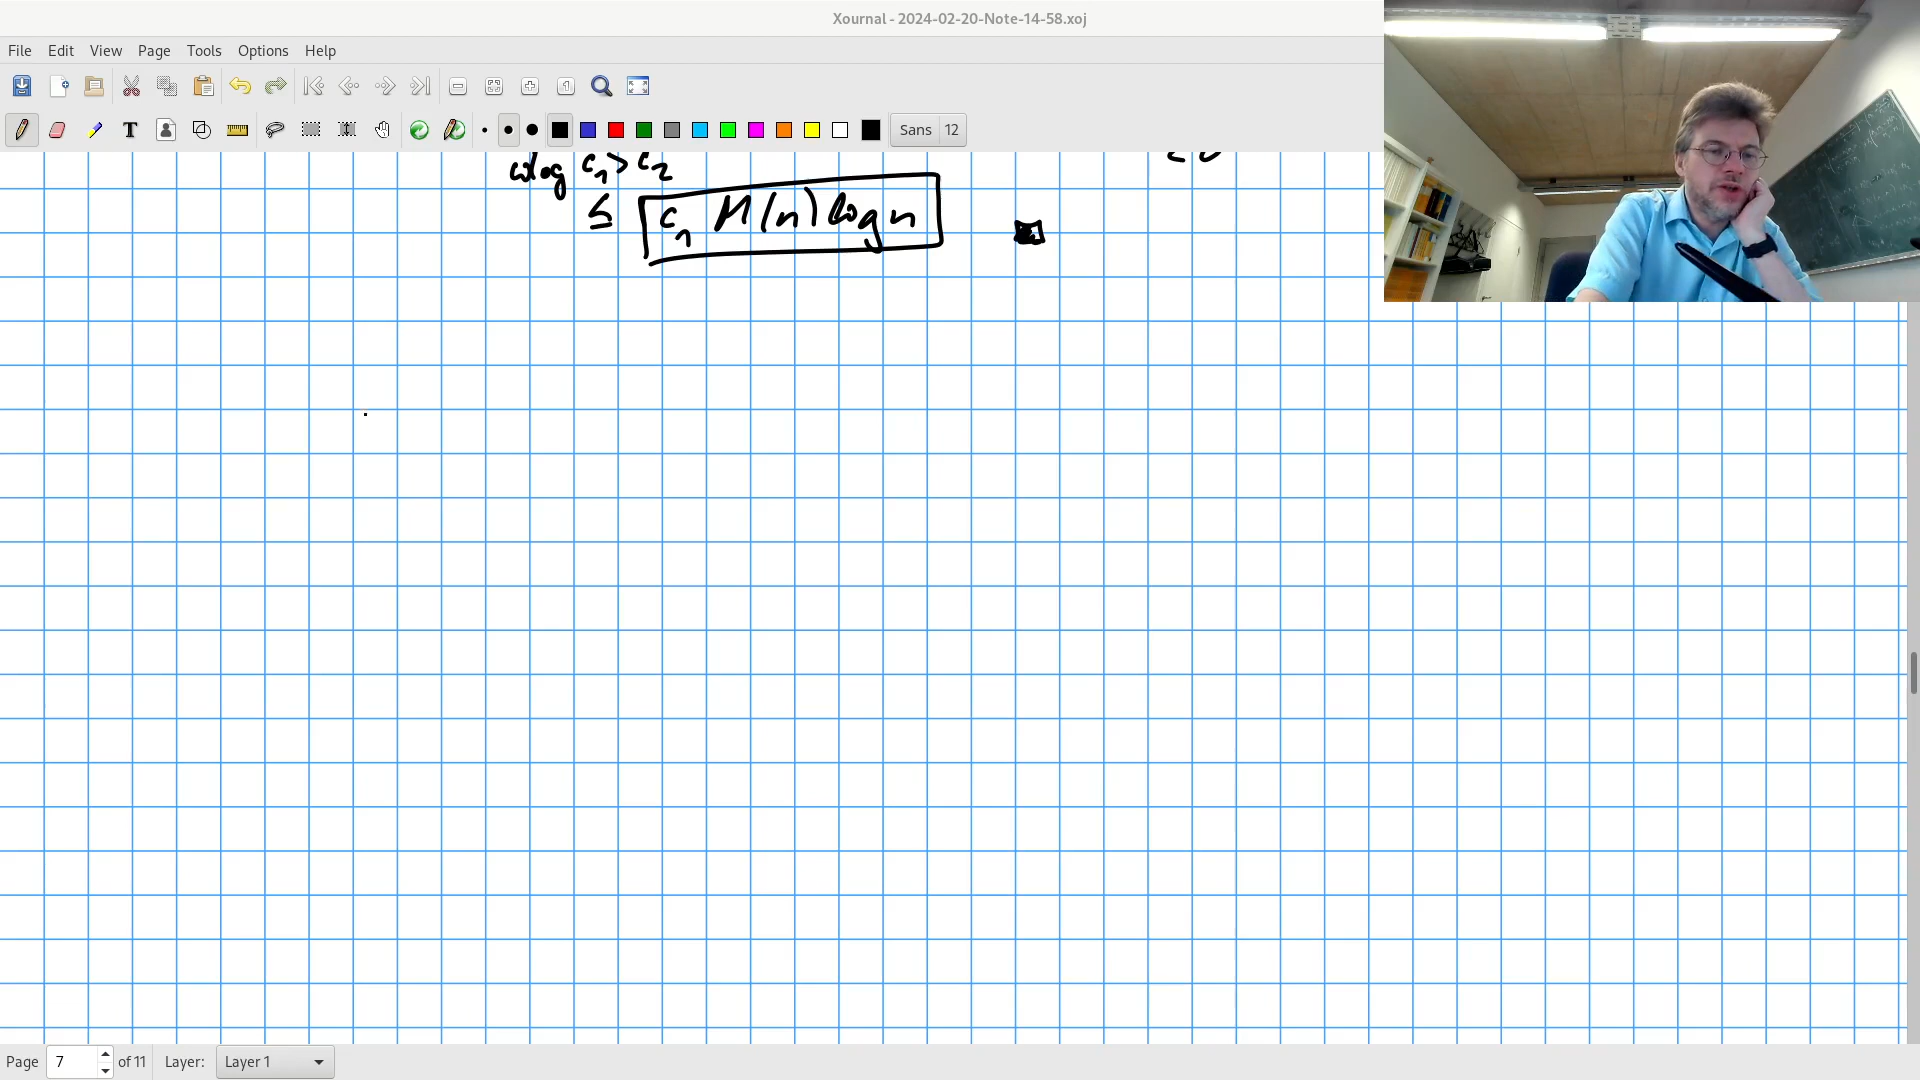 Xournal - 2024-02-20-Note-14-58.xoj
File Edit View Page Tools Options Help
Sans 12
wlog c₁ > c₂
≤ c₁ M(n) log n
Page 7 of 11 Layer: Layer 1